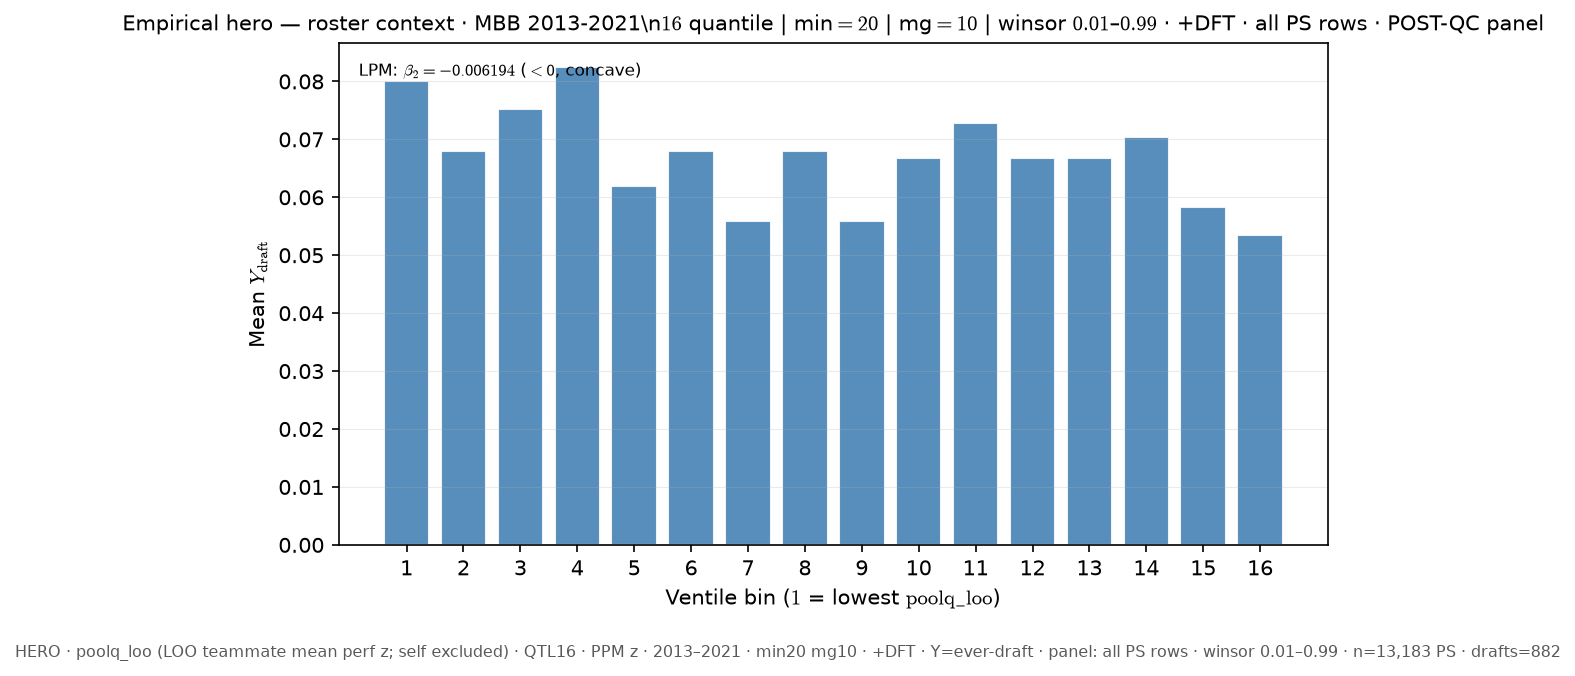 Empirical hero — roster context · MBB 2013-2021\n16 quantile | min = 20 | mg = 10 | winsor 0.01–0.99 · +DFT · all PS rows · POST-QC panel
LPM: β₂ = −0.006194 ( < 0, concave)
Mean Y_draft
0.08
0.07
0.06
0.05
0.04
0.03
0.02
0.01
0.00
1 2 3 4 5 6 7 8 9 10 11 12 13 14 15 16
Ventile bin (1 = lowest poolq_loo)
HERO · poolq_loo (LOO teammate mean perf z; self excluded) · QTL16 · PPM z · 2013–2021 · min20 mg10 · +DFT · Y=ever-draft · panel: all PS rows · winsor 0.01–0.99 · n=13,183 PS · drafts=882